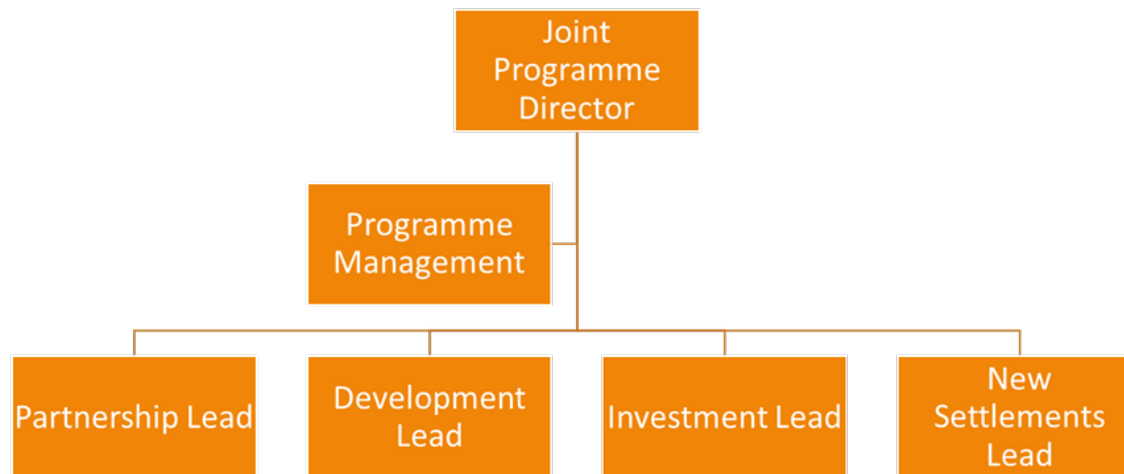 Joint
Programme
Director
Programme
Management
Partnership Lead
Development
Lead
Investment Lead
New
Settlements
Lead